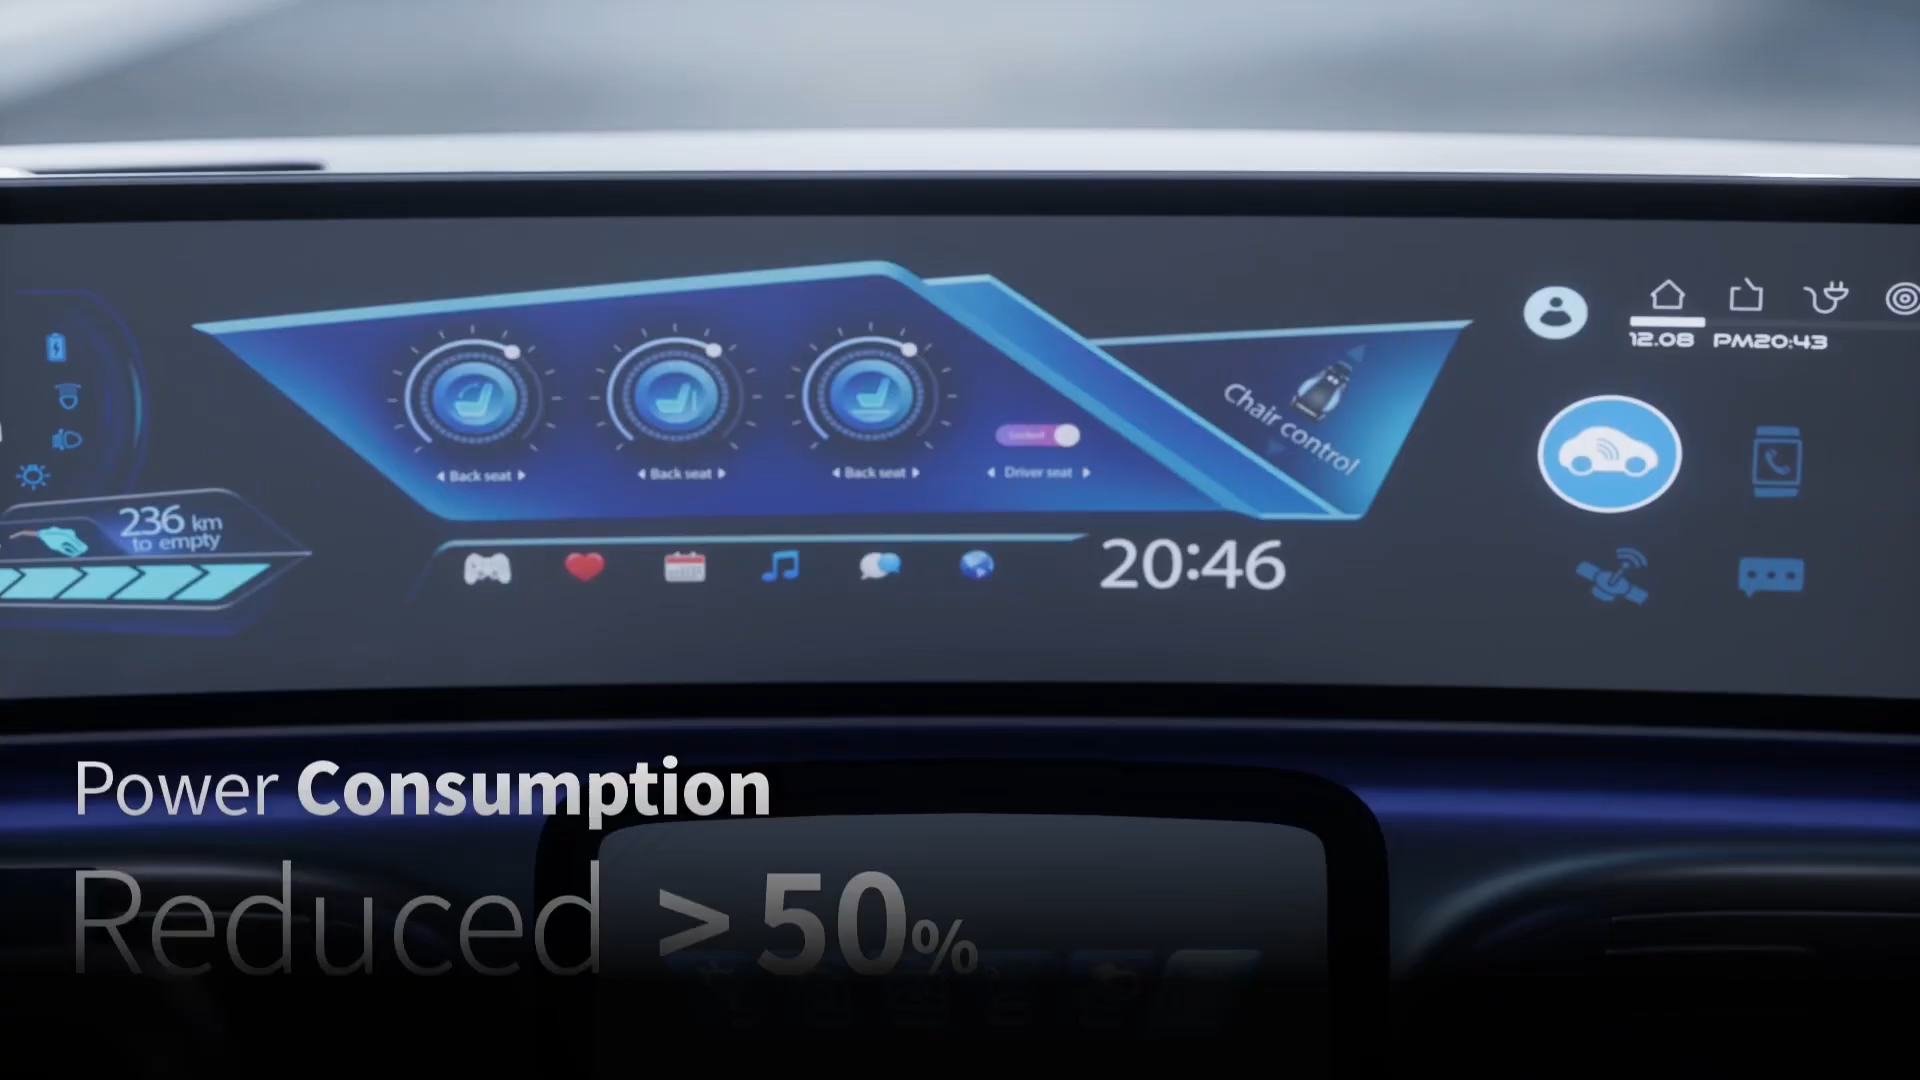 12.08 PM20:43
Chair control
Locked
Back seat
Back seat
Back seat
Driver seat
236 km
to empty
20:46
Power Consumption
Reduced > 50%